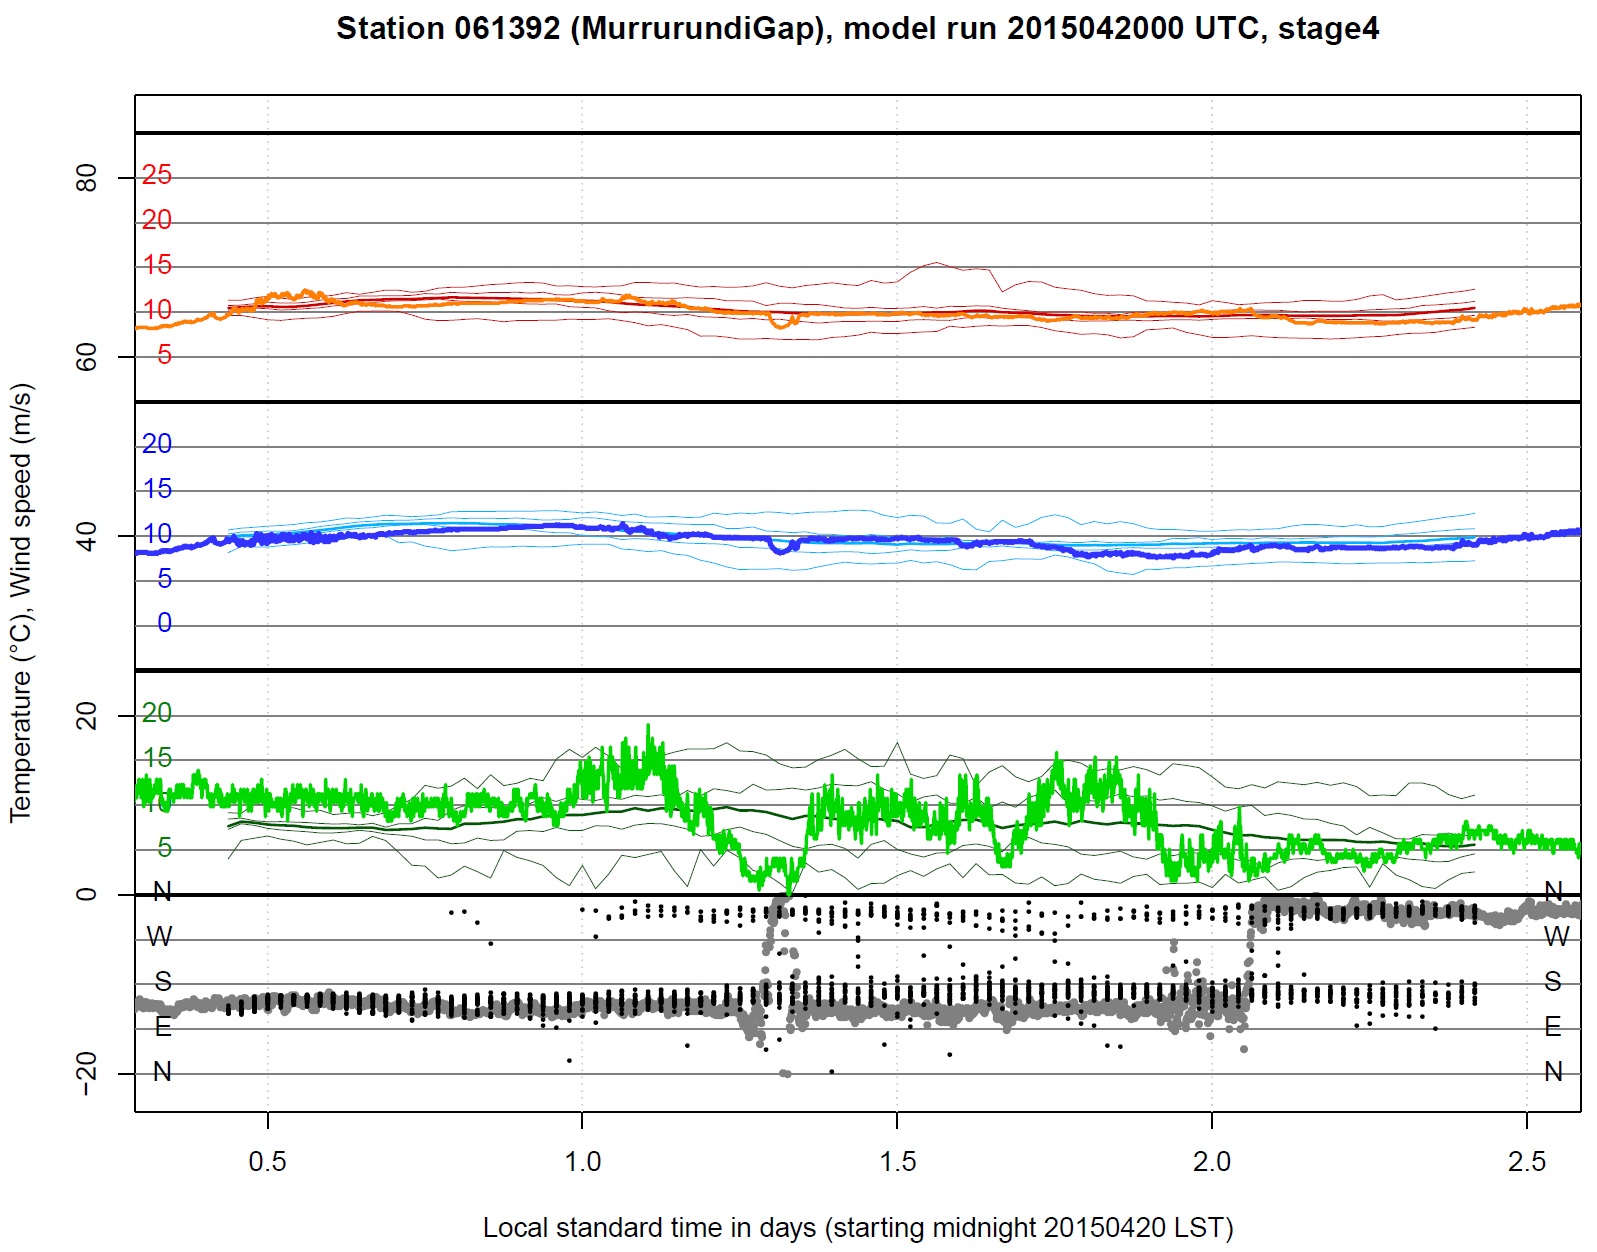 Station 061392 (MurrurundiGap), model run 2015042000 UTC, stage4
Temperature (°C), Wind speed (m/s)
80
60
40
20
0
−20
25
20
15
10
5
20
15
10
5
0
20
15
10
5
N
W
S
E
N
N
W
S
E
N
0.5
1.0
1.5
2.0
2.5
Local standard time in days (starting midnight 20150420 LST)